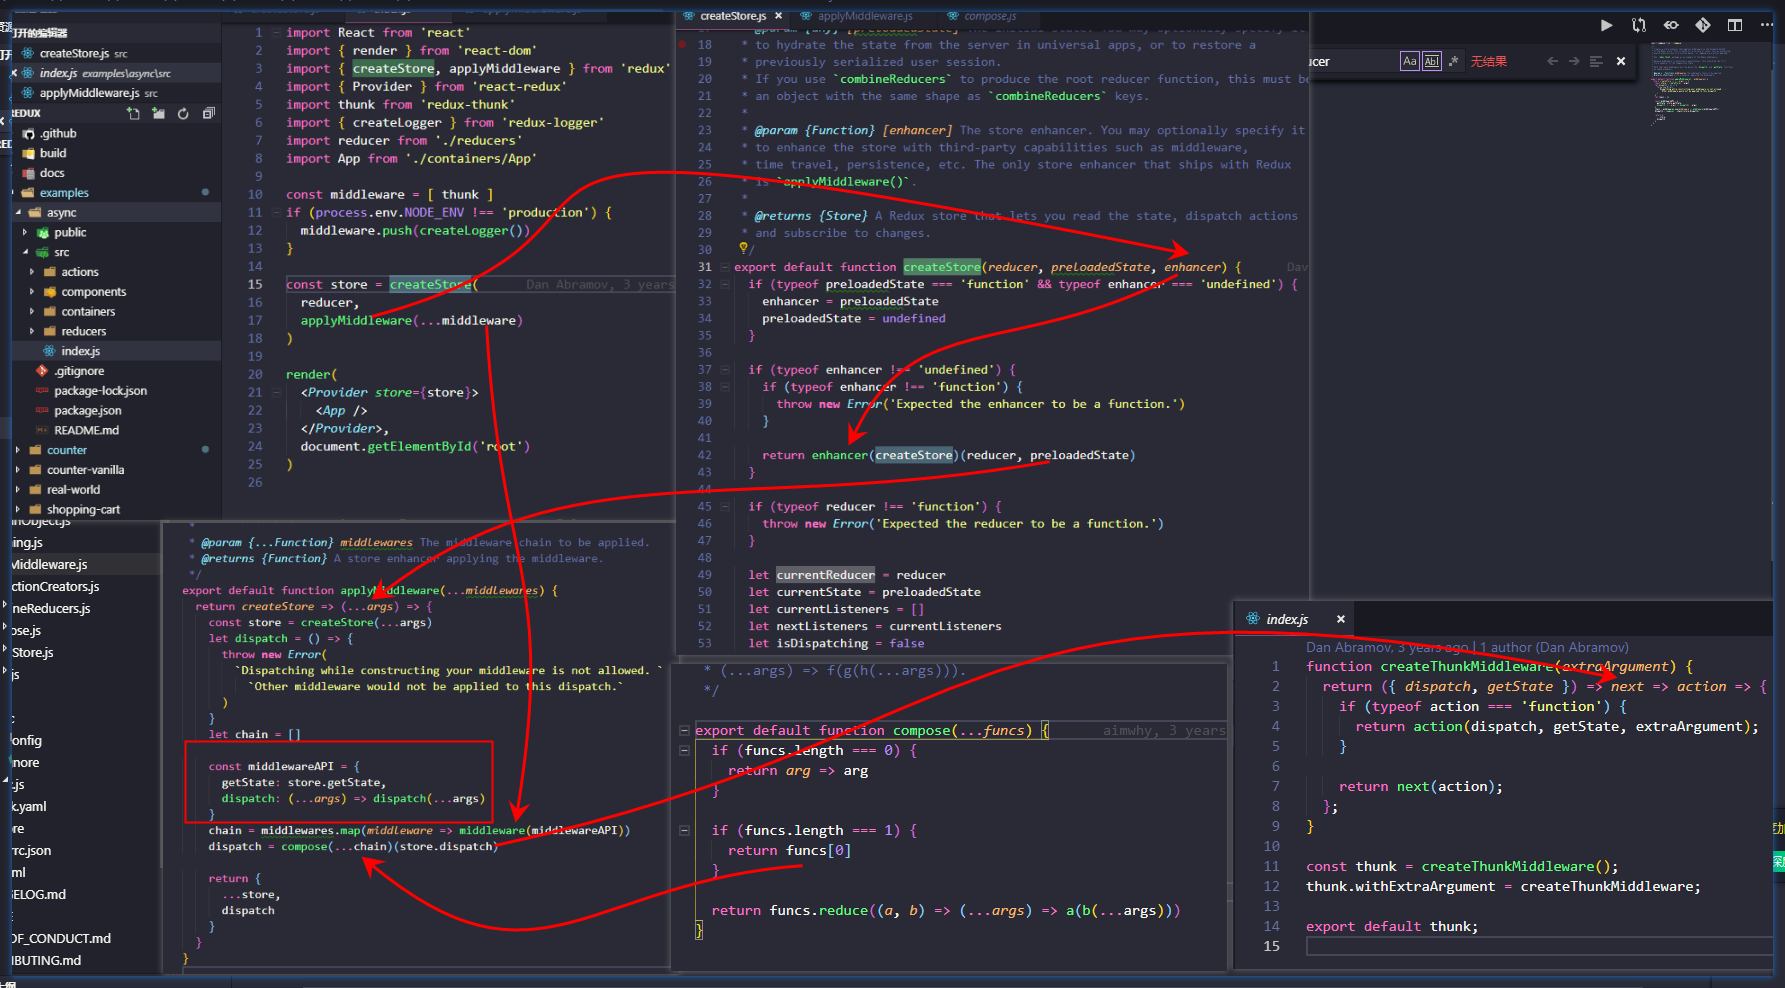 打开的编辑器
createStore.js src
index.js examples\async\src
applyMiddleware.js src
REDUX
.github
build
docs
examples
async
public
src
actions
components
containers
reducers
index.js
.gitignore
package-lock.json
package.json
README.md
counter
counter-vanilla
real-world
shopping-cart
1 import React from 'react'
2 import { render } from 'react-dom'
3 import { createStore, applyMiddleware } from 'redux'
4 import { Provider } from 'react-redux'
5 import thunk from 'redux-thunk'
6 import { createLogger } from 'redux-logger'
7 import reducer from './reducers'
8 import App from './containers/App'
9
10 const middleware = [ thunk ]
11 if (process.env.NODE_ENV !== 'production') {
12 middleware.push(createLogger())
13 }
14
15 const store = createStore( Dan Abramov, 3 years
16 reducer,
17 applyMiddleware(...middleware)
18 )
19
20 render(
21 <Provider store={store}>
22 <App />
23 </Provider>,
24 document.getElementById('root')
25 )
26
createStore.js
applyMiddleware.js
compose.js
18 * to hydrate the state from the server in universal apps, or to restore a
19 * previously serialized user session.
20 * If you use `combineReducers` to produce the root reducer function, this must be
21 * an object with the same shape as `combineReducers` keys.
22 *
23 * @param {Function} [enhancer] The store enhancer. You may optionally specify it
24 * to enhance the store with third-party capabilities such as middleware,
25 * time travel, persistence, etc. The only store enhancer that ships with Redux
26 * is `applyMiddleware()`.
27 *
28 * @returns {Store} A Redux store that lets you read the state, dispatch actions
29 * and subscribe to changes.
30 */
31 export default function createStore(reducer, preloadedState, enhancer) { Dav
32 if (typeof preloadedState === 'function' && typeof enhancer === 'undefined') {
33 enhancer = preloadedState
34 preloadedState = undefined
35 }
36
37 if (typeof enhancer !== 'undefined') {
38 if (typeof enhancer !== 'function') {
39 throw new Error('Expected the enhancer to be a function.')
40 }
41
42 return enhancer(createStore)(reducer, preloadedState)
43 }
44
45 if (typeof reducer !== 'function') {
46 throw new Error('Expected the reducer to be a function.')
47 }
48
49 let currentReducer = reducer
50 let currentState = preloadedState
51 let currentListeners = []
52 let nextListeners = currentListeners
53 let isDispatching = false
ucer Aa Abl .* 无结果
ning.js
Middleware.js
ctionCreators.js
neReducers.js
ose.js
Store.js
js
onfig
nore
.js
k.yaml
ore
rrc.json
ml
GELOG.md
OF_CONDUCT.md
IBUTING.md
*
* @param {...Function} middlewares The middleware chain to be applied.
* @returns {Function} A store enhancer applying the middleware.
*/
export default function applyMiddleware(...middlewares) {
return createStore => (...args) => {
const store = createStore(...args)
let dispatch = () => {
throw new Error(
`Dispatching while constructing your middleware is not allowed. `
`Other middleware would not be applied to this dispatch.`
)
}
let chain = []
const middlewareAPI = {
getState: store.getState,
dispatch: (...args) => dispatch(...args)
}
chain = middlewares.map(middleware => middleware(middlewareAPI))
dispatch = compose(...chain)(store.dispatch)
return {
...store,
dispatch
}
}
}
* (...args) => f(g(h(...args))).
*/
export default function compose(...funcs) { aimwhy, 3 years
if (funcs.length === 0) {
return arg => arg
}
if (funcs.length === 1) {
return funcs[0]
}
return funcs.reduce((a, b) => (...args) => a(b(...args)))
}
index.js
Dan Abramov, 3 years ago | 1 author (Dan Abramov)
1 function createThunkMiddleware(extraArgument) {
2 return ({ dispatch, getState }) => next => action => {
3 if (typeof action === 'function') {
4 return action(dispatch, getState, extraArgument);
5 }
6
7 return next(action);
8 };
9 }
10
11 const thunk = createThunkMiddleware();
12 thunk.withExtraArgument = createThunkMiddleware;
13
14 export default thunk;
15